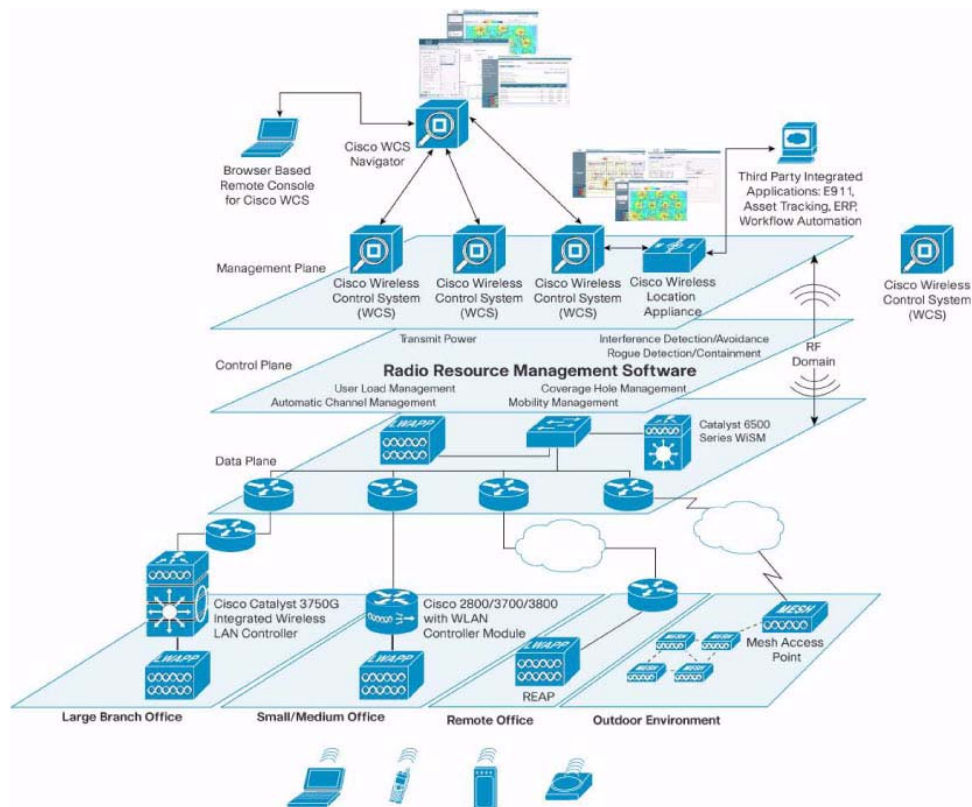 Cisco WCS
Navigator
Browser Based
Remote Console
for Cisco WCS
Third Party Integrated
Applications: E911,
Asset Tracking, ERP,
Workflow Automation
Management Plane
Cisco Wireless
Control System
(WCS)
Cisco Wireless
Control System
(WCS)
Cisco Wireless
Control System
(WCS)
Cisco Wireless
Location
Appliance
Cisco Wireless
Control System
(WCS)
Transmit Power
Interference Detection/Avoidance
Rogue Detection/Containment
RF
Domain
Control Plane
Radio Resource Management Software
User Load Management
Coverage Hole Management
Automatic Channel Management
Mobility Management
LWAPP
Catalyst 6500
Series WiSM
Data Plane
Cisco Catalyst 3750G
Integrated Wireless
LAN Controller
Cisco 2800/3700/3800
with WLAN
Controller Module
MESH
Mesh Access
Point
LWAPP
LWAPP
LWAPP
REAP
MESH
MESH
MESH
MESH
Large Branch Office
Small/Medium Office
Remote Office
Outdoor Environment